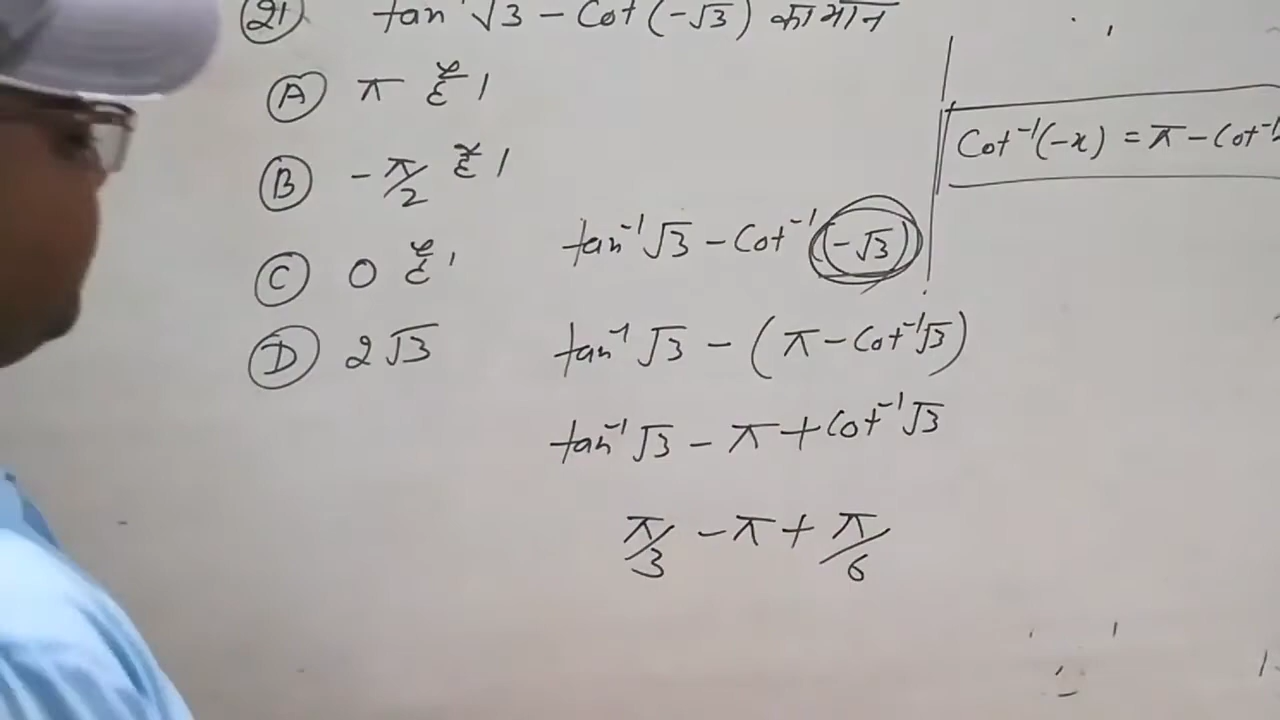 21 tan⁻¹√3 - Cot (-√3) का मान
A π है।
B -π/2 है।
C 0 है।
D 2√3
Cot⁻¹(-x) = π - Cot⁻¹
tan⁻¹√3 - Cot⁻¹(-√3)
tan⁻¹√3 - (π - Cot⁻¹√3)
tan⁻¹√3 - π + Cot⁻¹√3
π/3 - π + π/6